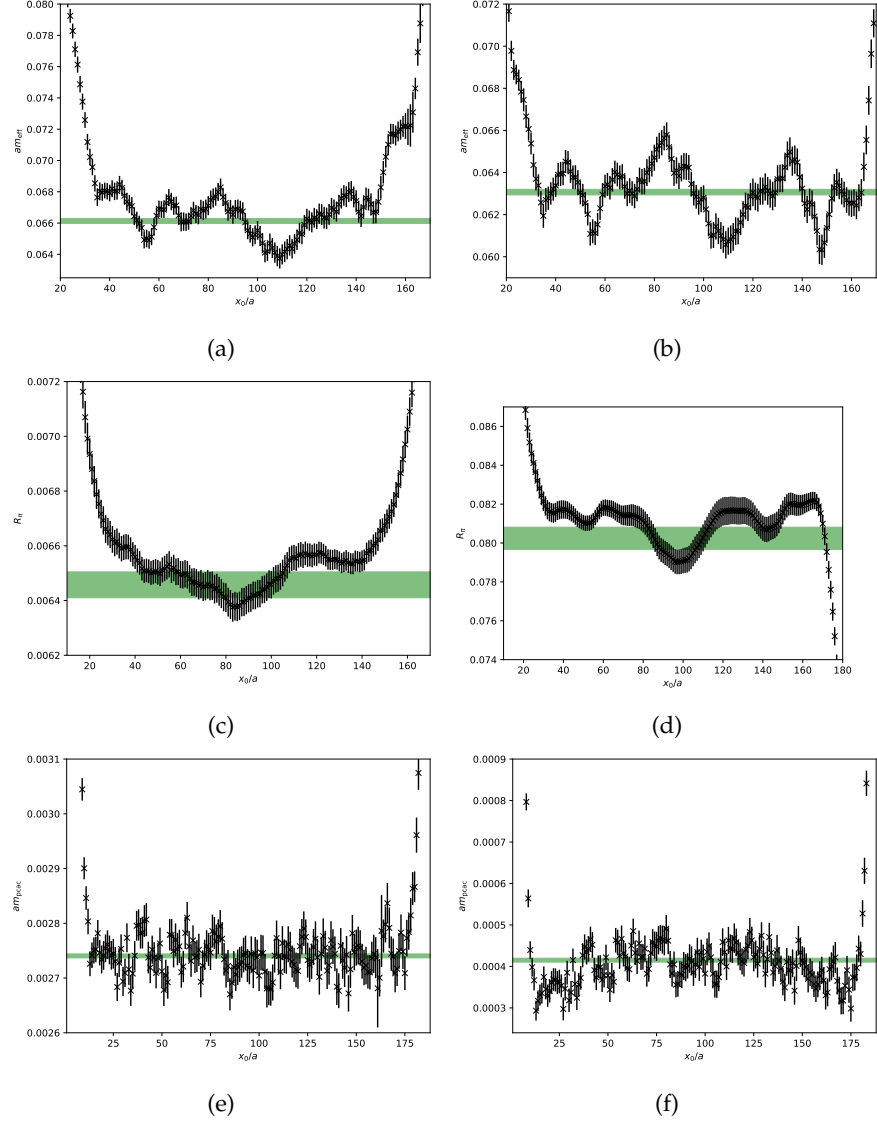 0.080
0.078
0.076
0.074
0.072
0.070
0.068
0.066
0.064
am_eff
20 40 60 80 100 120 140 160
x_0/a
(a)
0.072
0.070
0.068
0.066
0.064
0.062
0.060
am_eff
20 40 60 80 100 120 140 160
x_0/a
(b)
0.0072
0.0070
0.0068
0.0066
0.0064
0.0062
R_π
20 40 60 80 100 120 140 160
x_0/a
(c)
0.086
0.084
0.082
0.080
0.078
0.076
0.074
R_π
20 40 60 80 100 120 140 160 180
x_0/a
(d)
0.0031
0.0030
0.0029
0.0028
0.0027
0.0026
am_pcac
25 50 75 100 125 150 175
x_0/a
(e)
0.0009
0.0008
0.0007
0.0006
0.0005
0.0004
0.0003
am_pcac
25 50 75 100 125 150 175
x_0/a
(f)